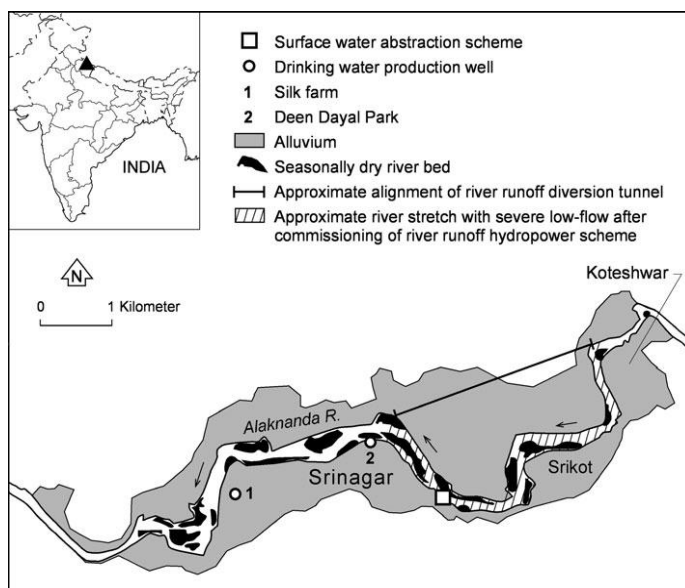 INDIA
Surface water abstraction scheme
Drinking water production well
1 Silk farm
2 Deen Dayal Park
Alluvium
Seasonally dry river bed
Approximate alignment of river runoff diversion tunnel
Approximate river stretch with severe low-flow after
commissioning of river runoff hydropower scheme
N
0 1 Kilometer
Koteshwar
Alaknanda R.
2
Srinagar
Srikot
1